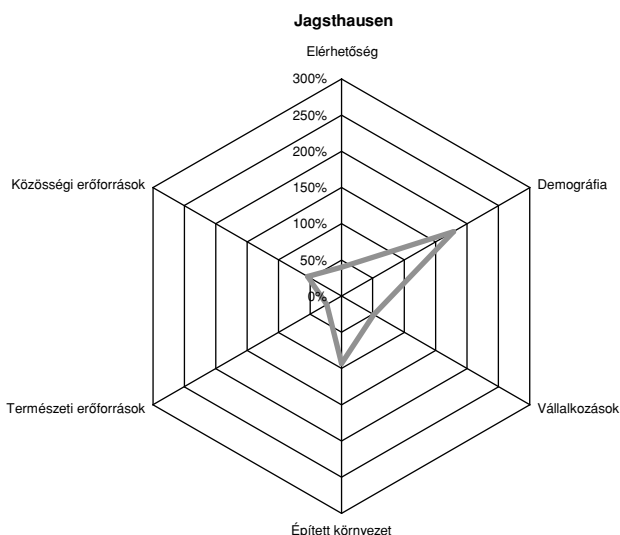 Jagsthausen
Elérhetőség
300%
250%
200%
150%
100%
50%
0%
Közösségi erőforrások
Demográfia
Természeti erőforrások
Vállalkozások
Épített környezet